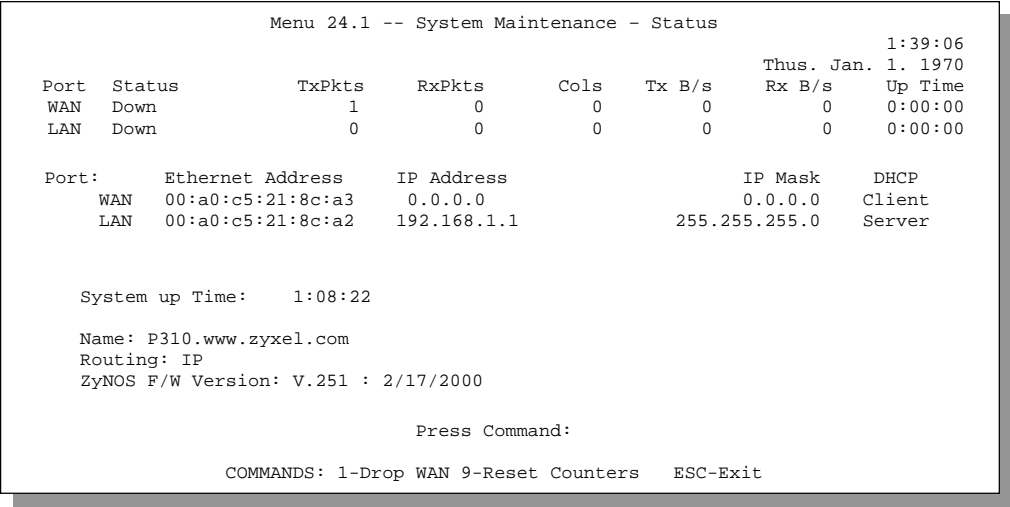 Menu 24.1 -- System Maintenance – Status
1:39:06
Thus. Jan. 1. 1970
Port Status TxPkts RxPkts Cols Tx B/s Rx B/s Up Time
WAN Down 1 0 0 0 0 0:00:00
LAN Down 0 0 0 0 0 0:00:00
Port: Ethernet Address IP Address IP Mask DHCP
WAN 00:a0:c5:21:8c:a3 0.0.0.0 0.0.0.0 Client
LAN 00:a0:c5:21:8c:a2 192.168.1.1 255.255.255.0 Server
System up Time: 1:08:22
Name: P310.www.zyxel.com
Routing: IP
ZyNOS F/W Version: V.251 : 2/17/2000
Press Command:
COMMANDS: 1-Drop WAN 9-Reset Counters ESC-Exit